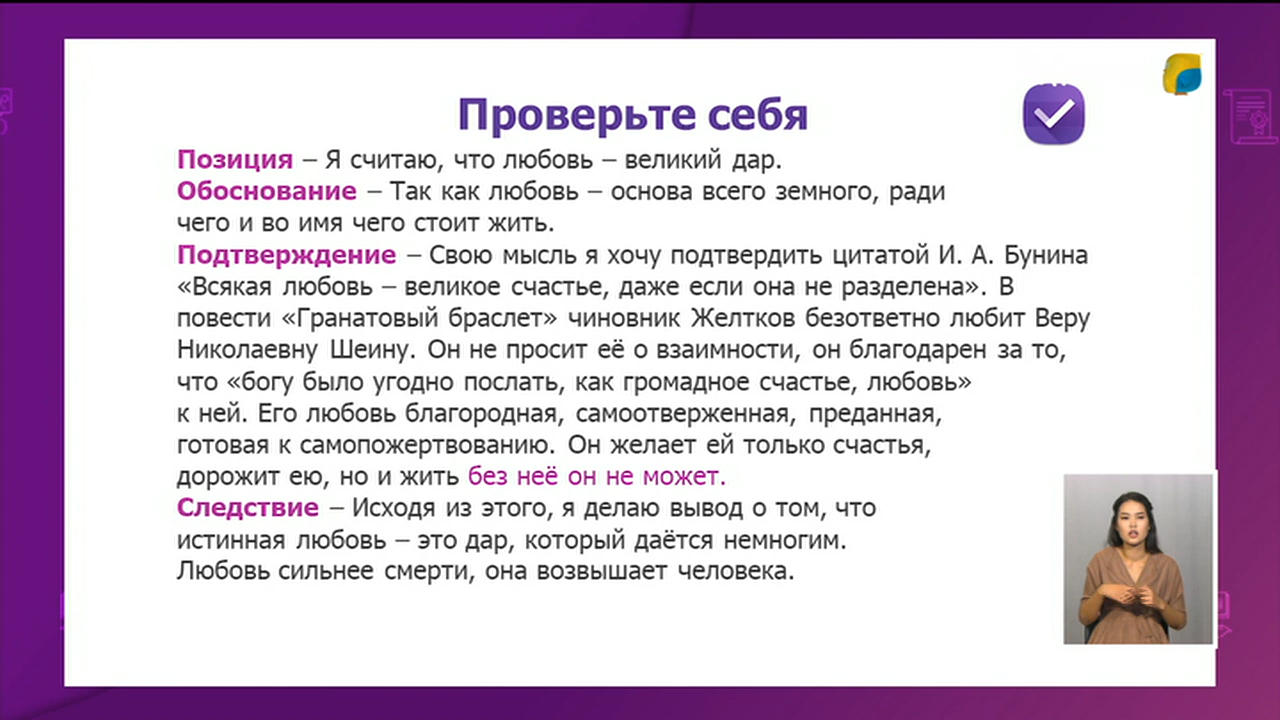 Проверьте себя
Позиция – Я считаю, что любовь – великий дар.
Обоснование – Так как любовь – основа всего земного, ради
чего и во имя чего стоит жить.
Подтверждение – Свою мысль я хочу подтвердить цитатой И. А. Бунина
«Всякая любовь – великое счастье, даже если она не разделена». В
повести «Гранатовый браслет» чиновник Желтков безответно любит Веру
Николаевну Шеину. Он не просит её о взаимности, он благодарен за то,
что «богу было угодно послать, как громадное счастье, любовь»
к ней. Его любовь благородная, самоотверженная, преданная,
готовая к самопожертвованию. Он желает ей только счастья,
дорожит ею, но и жить без неё он не может.
Следствие – Исходя из этого, я делаю вывод о том, что
истинная любовь – это дар, который даётся немногим.
Любовь сильнее смерти, она возвышает человека.